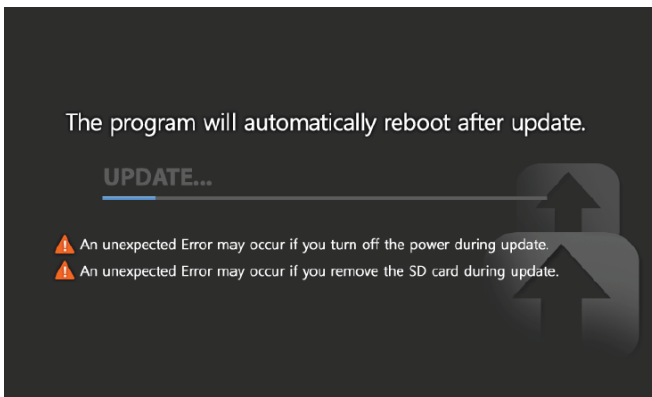 The program will automatically reboot after update.
UPDATE...
An unexpected Error may occur if you turn off the power during update.
An unexpected Error may occur if you remove the SD card during update.